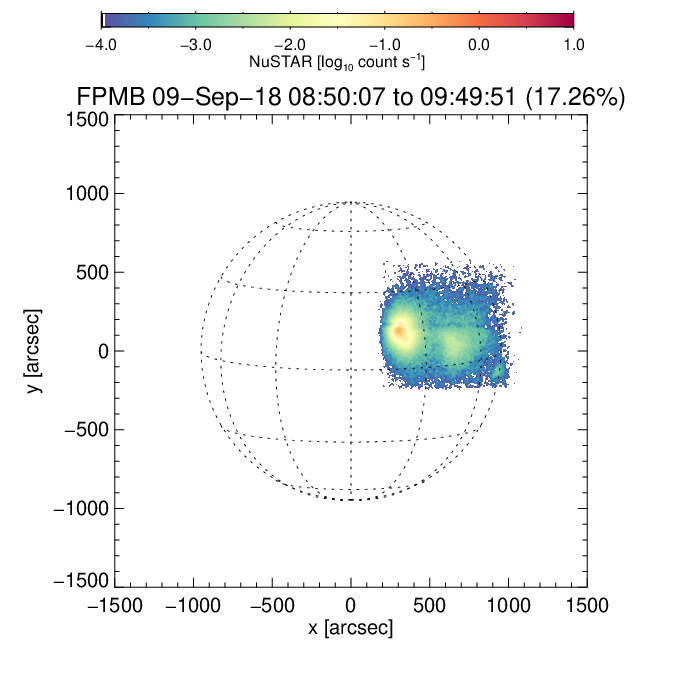 −4.0 −3.0 −2.0 −1.0 0.0 1.0
NuSTAR [log₁₀ count s⁻¹]
FPMB 09−Sep−18 08:50:07 to 09:49:51 (17.26%)
1500
1000
500
0
−500
−1000
−1500
y [arcsec]
−1500 −1000 −500 0 500 1000 1500
x [arcsec]